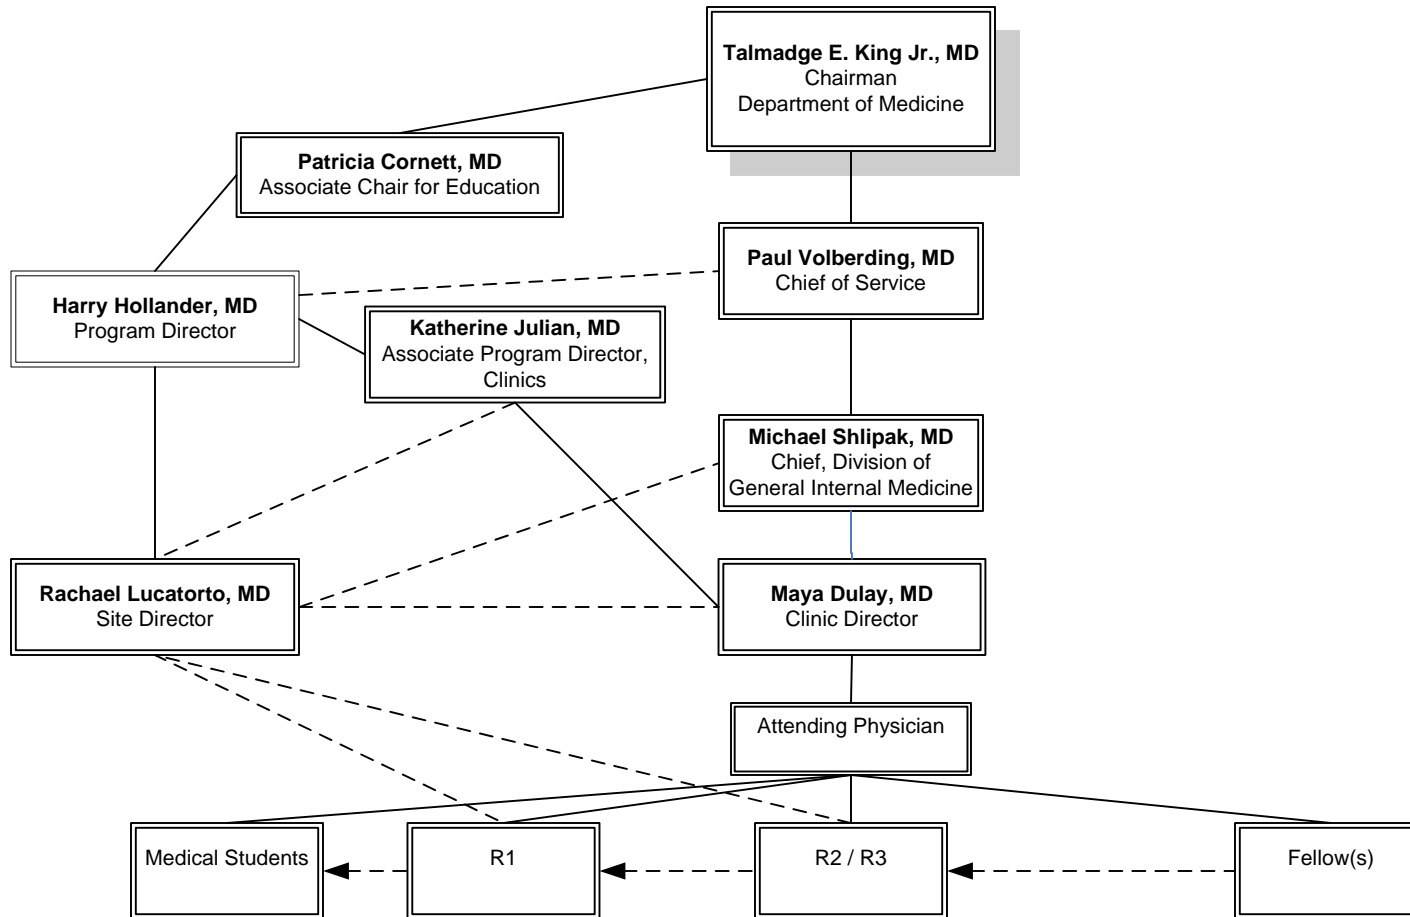 Talmadge E. King Jr., MD
Chairman
Department of Medicine
Patricia Cornett, MD
Associate Chair for Education
Paul Volberding, MD
Chief of Service
Harry Hollander, MD
Program Director
Katherine Julian, MD
Associate Program Director,
Clinics
Michael Shlipak, MD
Chief, Division of
General Internal Medicine
Rachael Lucatorto, MD
Site Director
Maya Dulay, MD
Clinic Director
Attending Physician
Medical Students
R1
R2 / R3
Fellow(s)